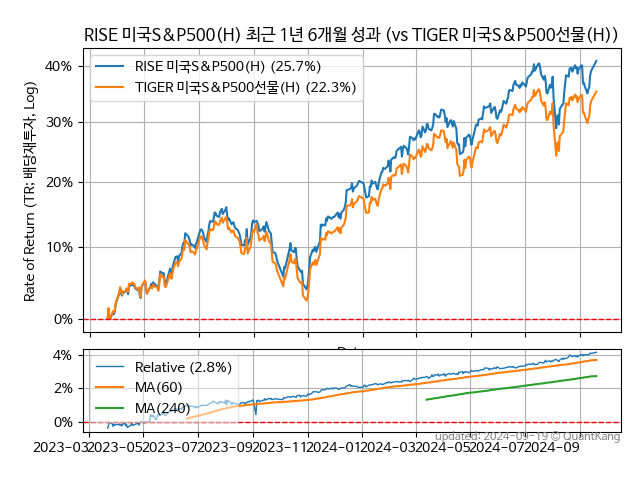 RISE 미국S&P500(H) 최근 1년 6개월 성과 (vs TIGER 미국S&P500선물(H))
40%
30%
20%
10%
0%
Rate of Return (TR: 배당재투자, Log)
RISE 미국S&P500(H) (25.7%)
TIGER 미국S&P500선물(H) (22.3%)
4%
2%
0%
Relative (2.8%)
MA(60)
MA(240)
2023-03 2023-05 2023-07 2023-09 2023-11 2024-01 2024-03 2024-05 2024-07 2024-09
updated: 2024-09-19 © QuantKang